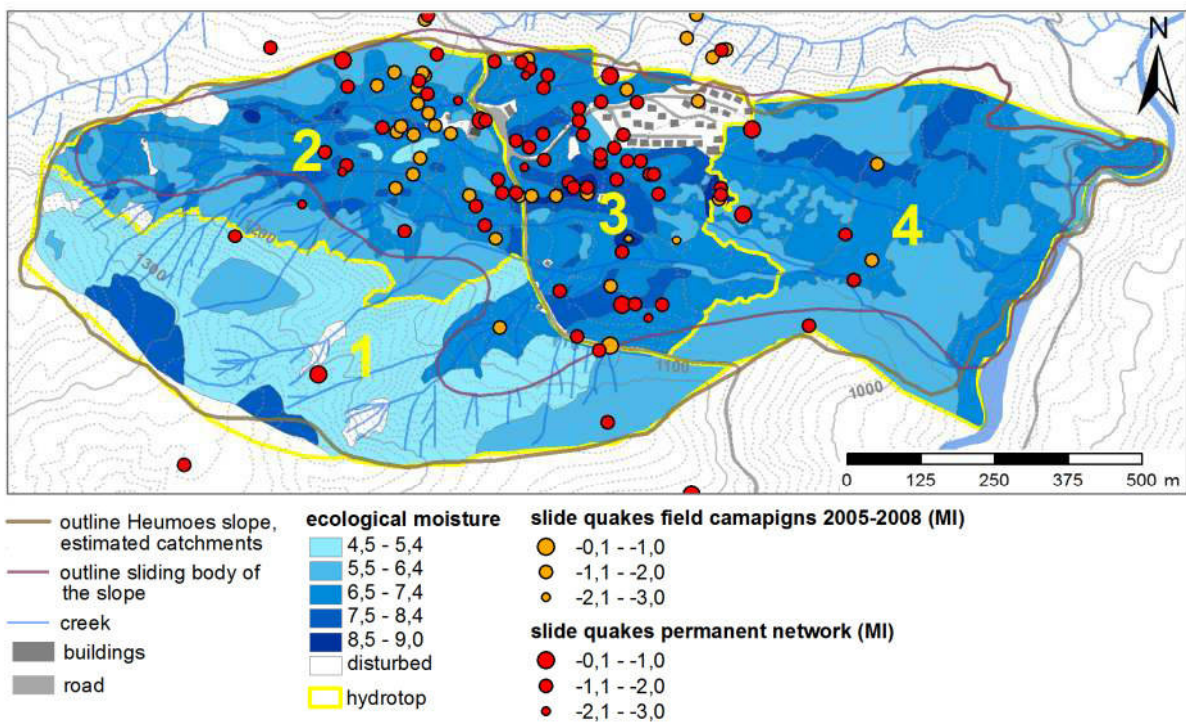 N
2
3
4
1
1200
1300
1100
1000
0 125 250 375 500 m
outline Heumoes slope,
estimated catchments
outline sliding body of
the slope
creek
buildings
road
ecological moisture
4,5 - 5,4
5,5 - 6,4
6,5 - 7,4
7,5 - 8,4
8,5 - 9,0
disturbed
hydrotop
slide quakes field camapigns 2005-2008 (MI)
-0,1 - -1,0
-1,1 - -2,0
-2,1 - -3,0
slide quakes permanent network (MI)
-0,1 - -1,0
-1,1 - -2,0
-2,1 - -3,0